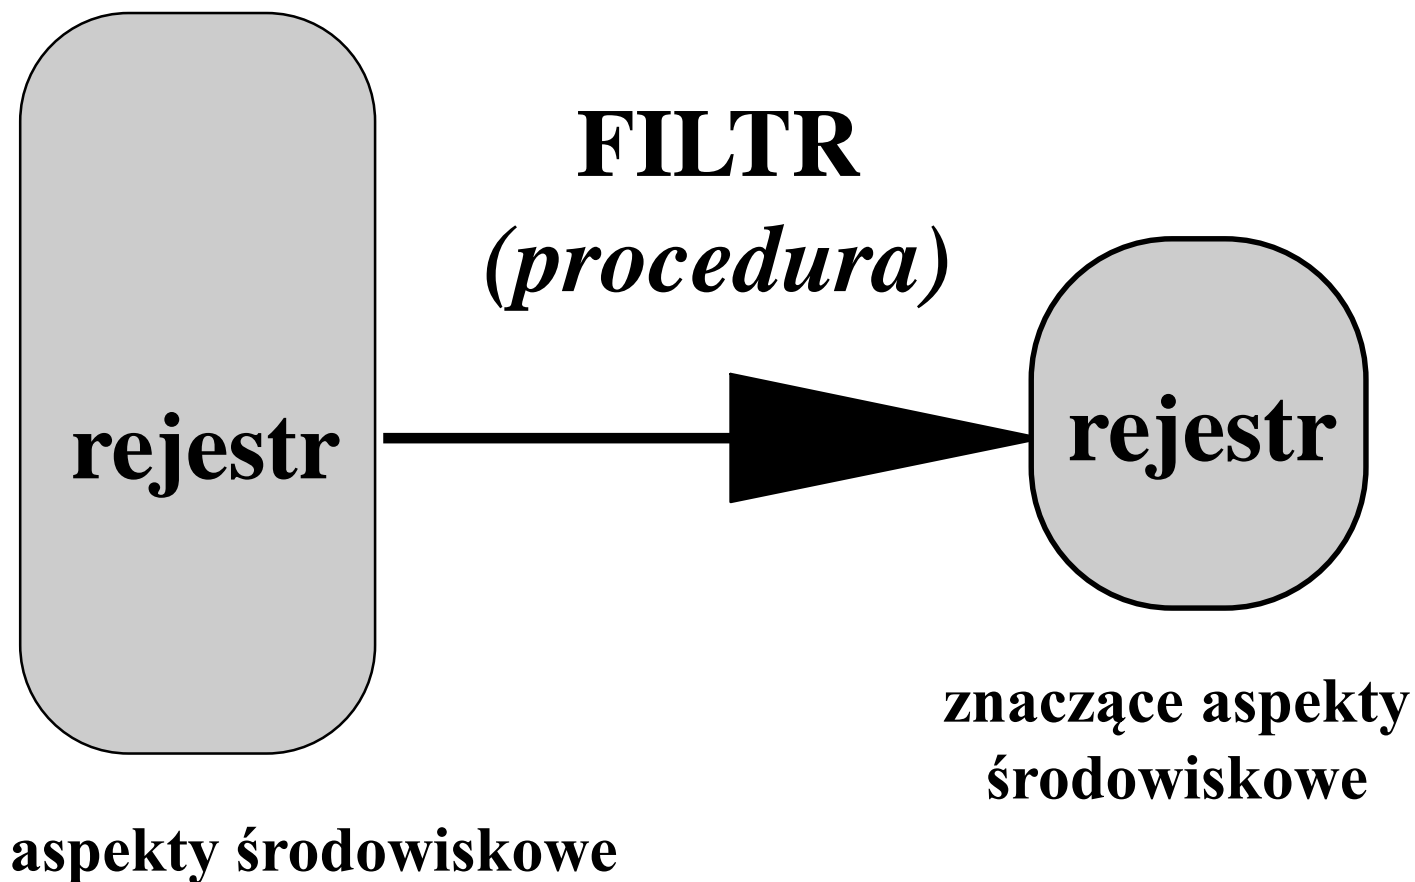 FILTR
(procedura)
rejestr
rejestr
znaczące aspekty
środowiskowe
aspekty środowiskowe